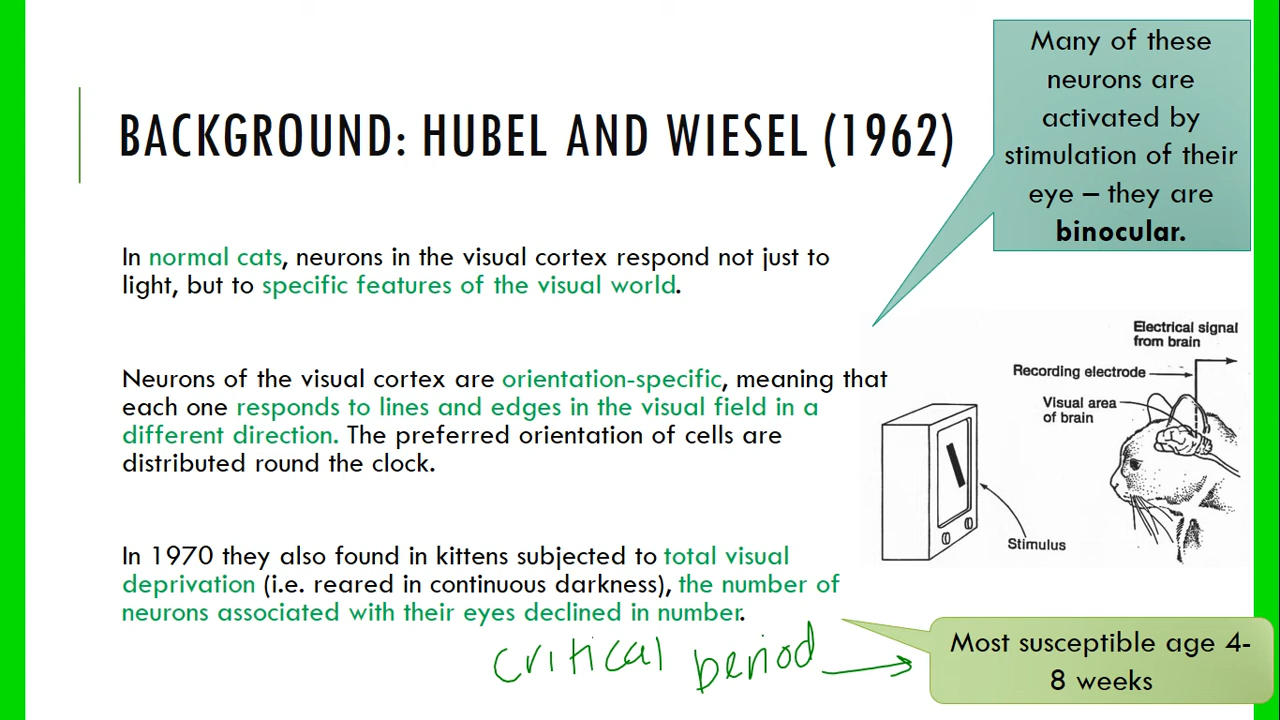 Many of these
neurons are
activated by
stimulation of their
eye – they are
binocular.
BACKGROUND: HUBEL AND WIESEL (1962)
In normal cats, neurons in the visual cortex respond not just to
light, but to specific features of the visual world.
Neurons of the visual cortex are orientation-specific, meaning that
each one responds to lines and edges in the visual field in a
different direction. The preferred orientation of cells are
distributed round the clock.
Electrical signal
from brain
Recording electrode
Visual area
of brain
Stimulus
In 1970 they also found in kittens subjected to total visual
deprivation (i.e. reared in continuous darkness), the number of
neurons associated with their eyes declined in number.
critical period
Most susceptible age 4-
8 weeks